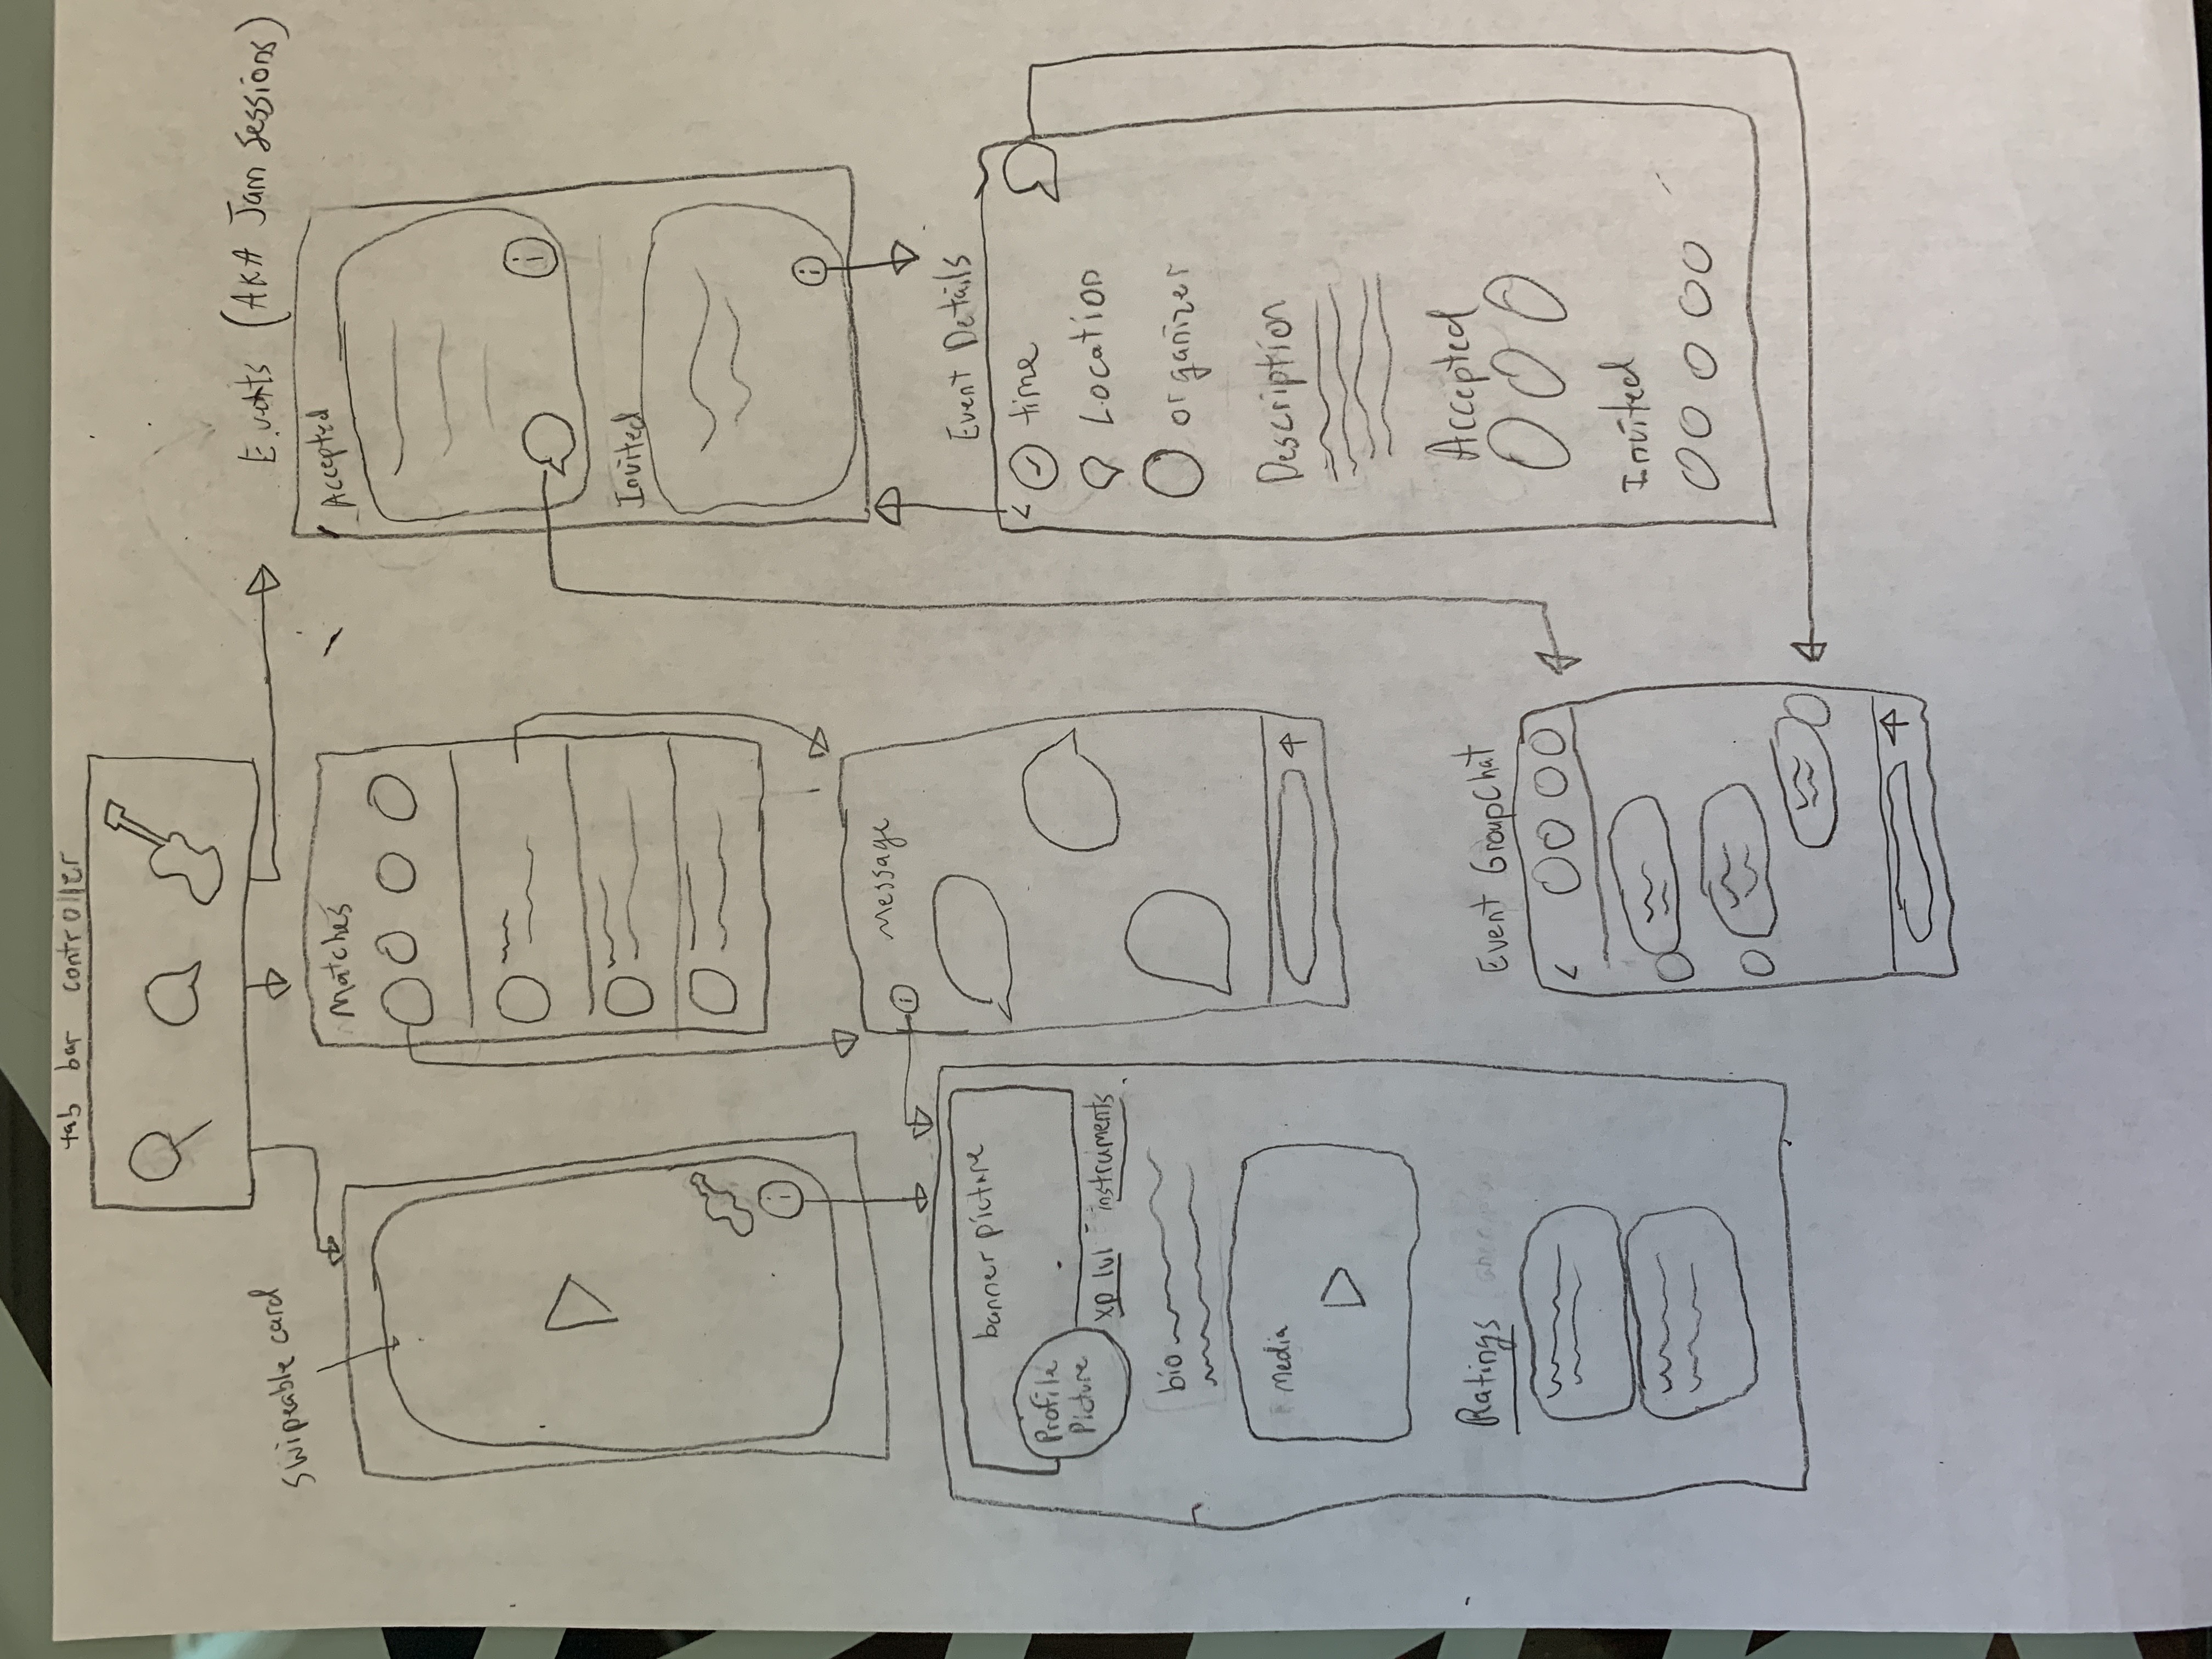 tab bar controller
Swipeable card
Events (AKA Jam Sessions)
Matches
Accepted
i
Invited
i
i
Message
i
Event Details
banner picture
Profile
Picture
xp lvl instruments
bio
Media
Ratings
< time
Location
organizer
Description
Accepted
Invited
Event GroupChat
<